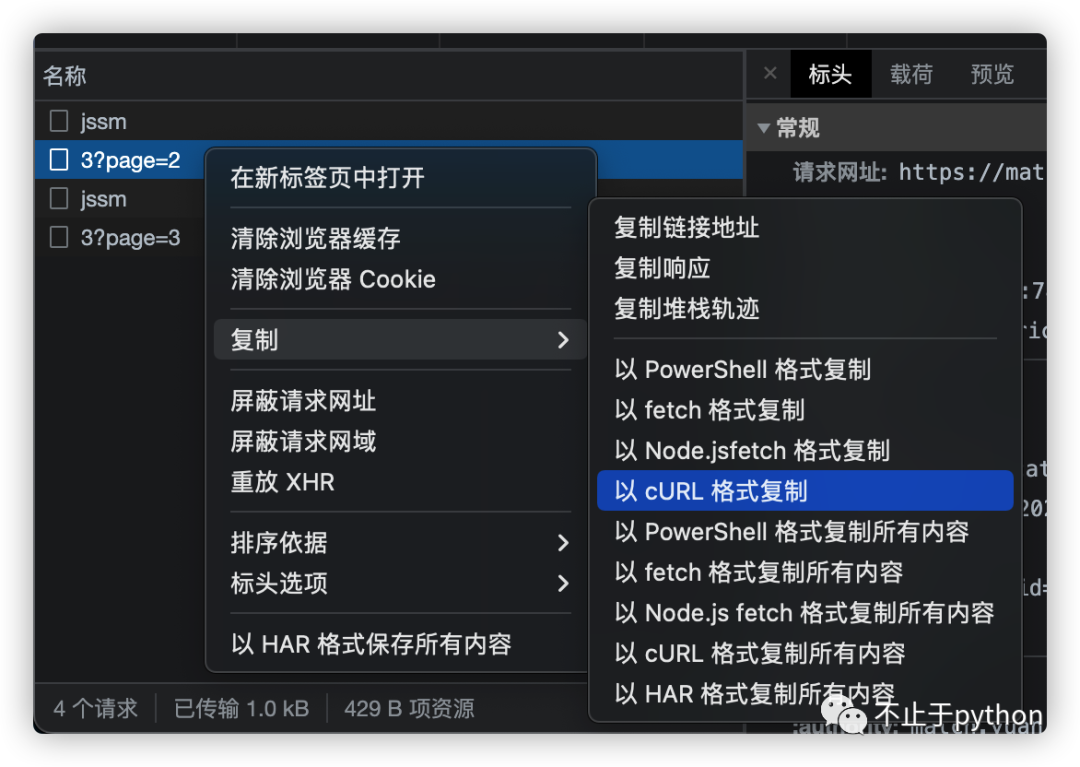 名称
jssm
3?page=2
jssm
3?page=3
标头 载荷 预览
常规
请求网址: https://mat
在新标签页中打开
清除浏览器缓存
清除浏览器 Cookie
复制
屏蔽请求网址
屏蔽请求网域
重放 XHR
排序依据
标头选项
以 HAR 格式保存所有内容
复制链接地址
复制响应
复制堆栈轨迹
以 PowerShell 格式复制
以 fetch 格式复制
以 Node.jsfetch 格式复制
以 cURL 格式复制
以 PowerShell 格式复制所有内容
以 fetch 格式复制所有内容
以 Node.js fetch 格式复制所有内容
以 cURL 格式复制所有内容
以 HAR 格式复制所有内容
4 个请求 已传输 1.0 kB 429 B 项资源
不止于python